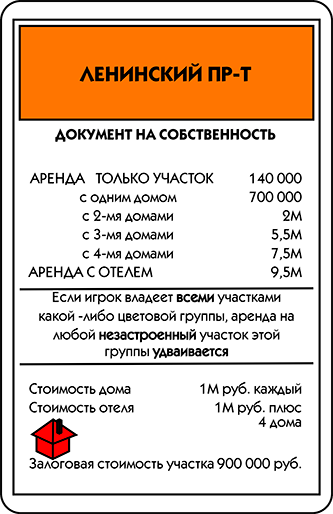 ЛЕНИНСКИЙ ПР-Т
ДОКУМЕНТ НА СОБСТВЕННОСТЬ
АРЕНДА ТОЛЬКО УЧАСТОК 140 000
с одним домом 700 000
с 2-мя домами 2М
с 3-мя домами 5,5М
с 4-мя домами 7,5М
АРЕНДА С ОТЕЛЕМ 9,5М
Если игрок владеет всеми участками
какой -либо цветовой группы, аренда на
любой незастроенный участок этой
группы удваивается
Стоимость дома 1М руб. каждый
Стоимость отеля 1М руб. плюс
4 дома
Залоговая стоимость участка 900 000 руб.